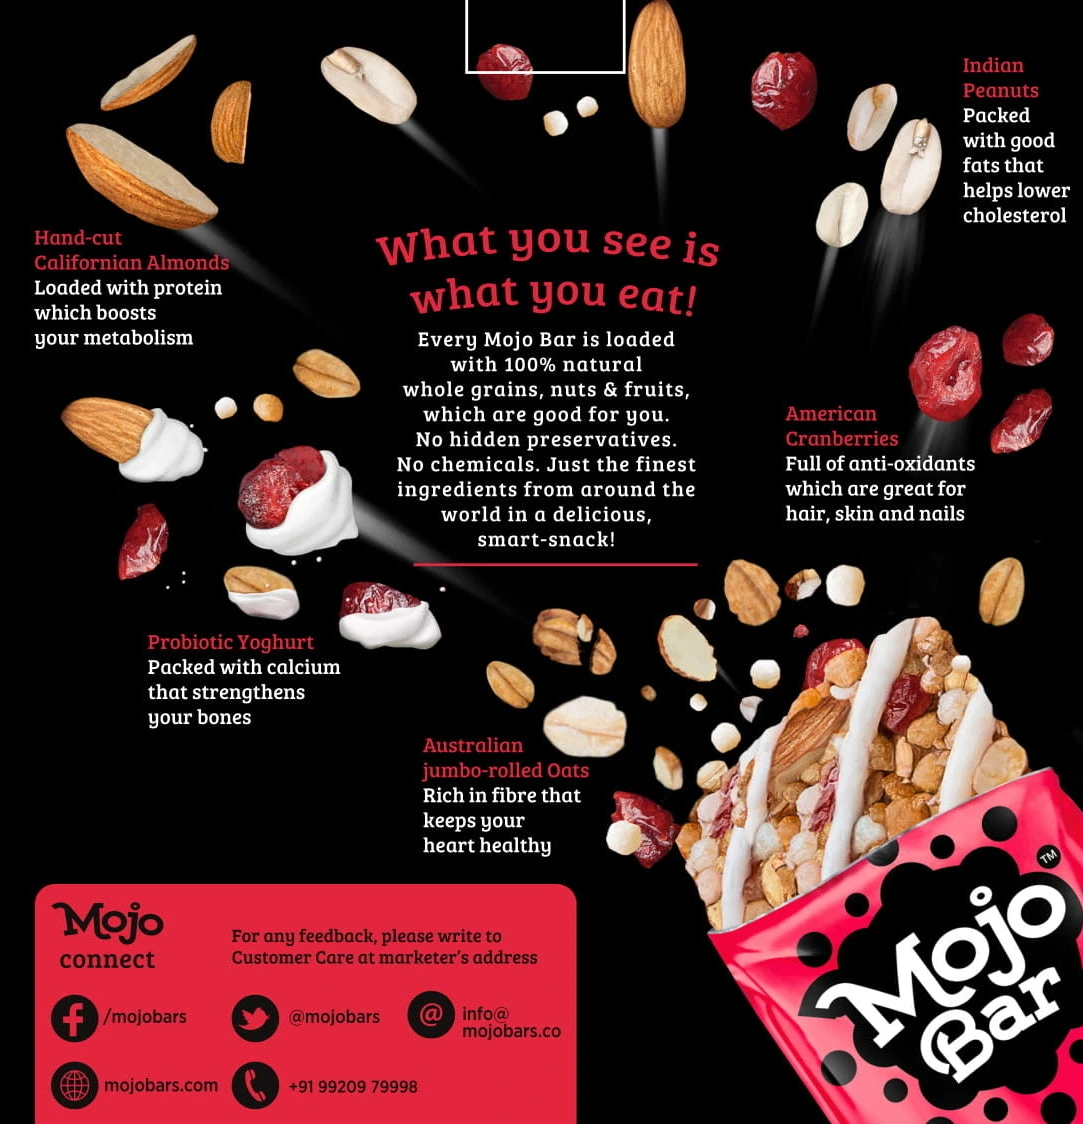 Indian
Peanuts
Packed
with good
fats that
helps lower
cholesterol
Hand-cut
Californian Almonds
Loaded with protein
which boosts
your metabolism
What you see is
what you eat!
Every Mojo Bar is loaded
with 100% natural
whole grains, nuts & fruits,
which are good for you.
No hidden preservatives.
No chemicals. Just the finest
ingredients from around the
world in a delicious,
smart-snack!
American
Cranberries
Full of anti-oxidants
which are great for
hair, skin and nails
Probiotic Yoghurt
Packed with calcium
that strengthens
your bones
Australian
jumbo-rolled Oats
Rich in fibre that
keeps your
heart healthy
Mojo
connect
For any feedback, please write to
Customer Care at marketer's address
/mojobars
@mojobars
@
info@
mojobars.co
mojobars.com
+91 99209 79998
Mojo
Bar
TM